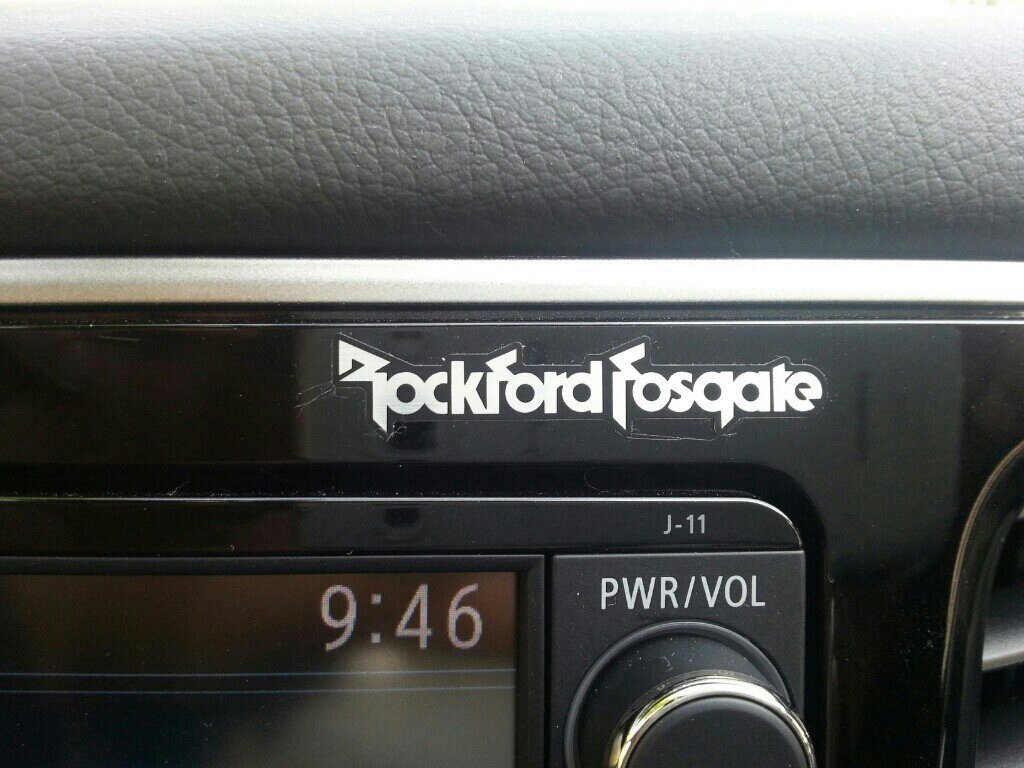 Rockford Fosgate
J-11
PWR/VOL
9:46